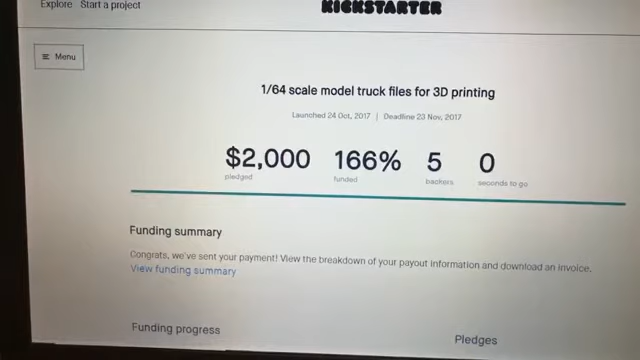 Explore Start a project KICKSTARTER
Menu
1/64 scale model truck files for 3D printing
Launched 24 Oct, 2017 | Deadline 23 Nov, 2017
$2,000 166% 5 0
pledged funded backers seconds to go
Funding summary
Congrats, we've sent your payment! View the breakdown of your payout information and download an invoice.
View funding summary
Funding progress Pledges